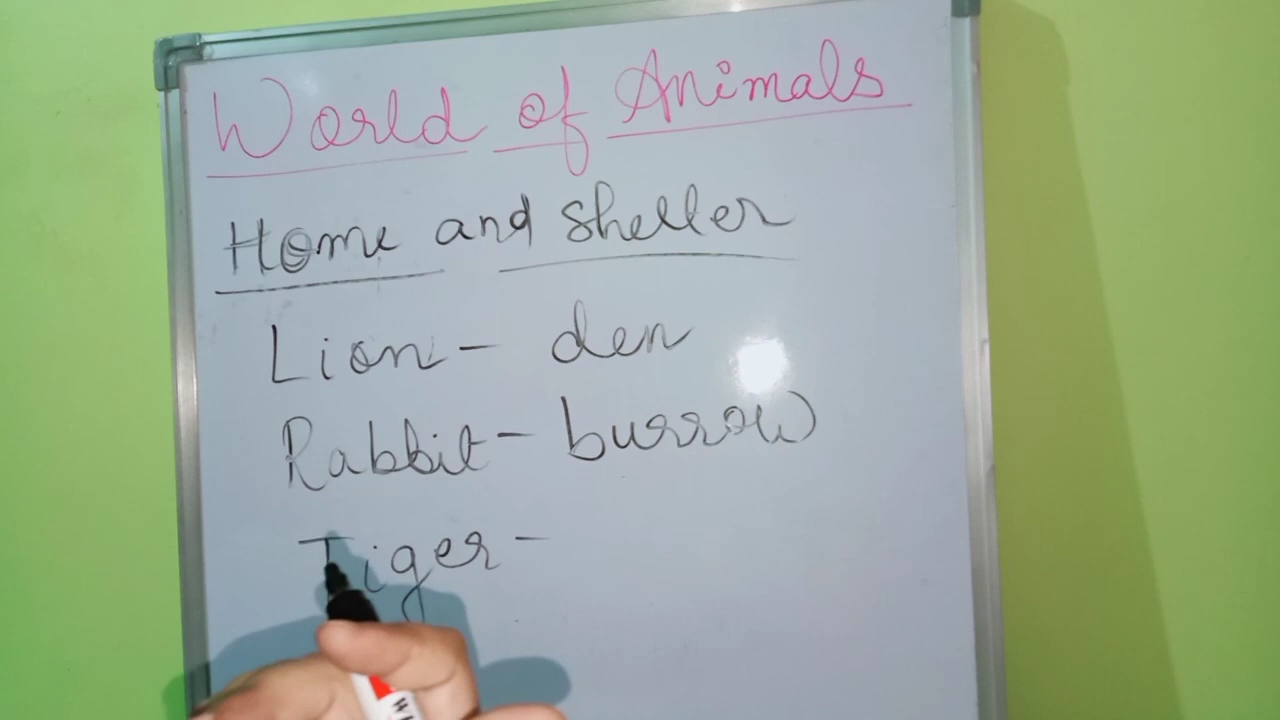 World of Animals
Home and shelter
Lion - den
Rabbit - burrow
Tiger -